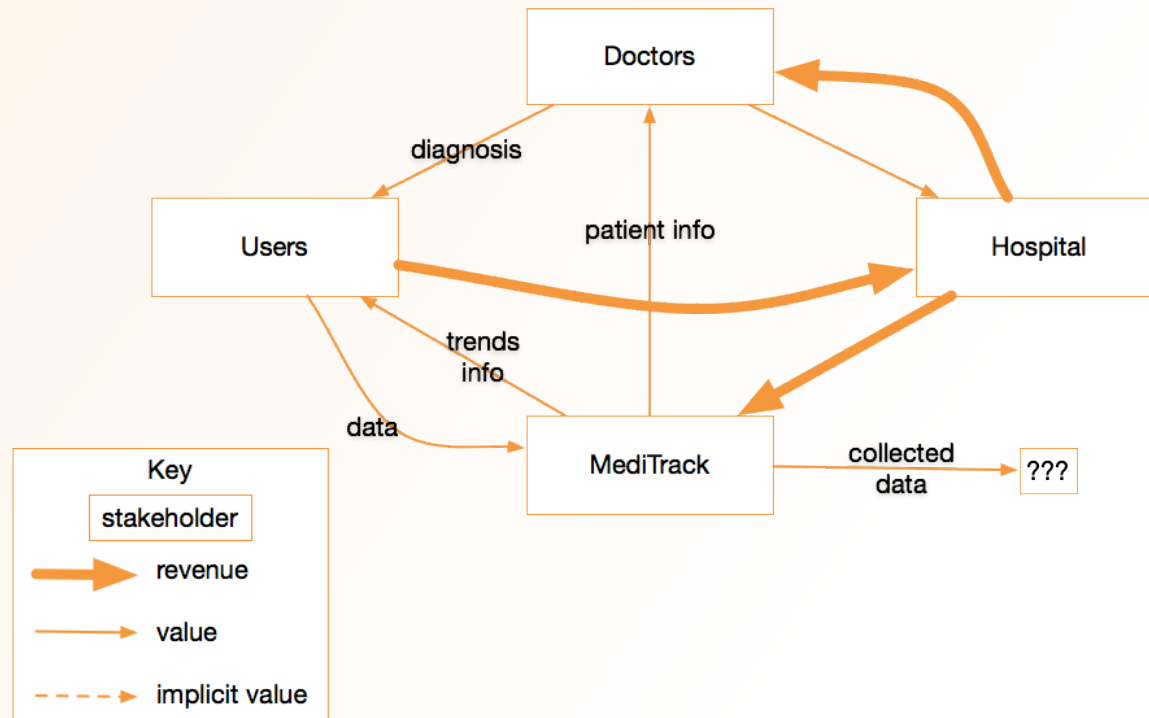 Doctors
diagnosis
patient info
Users
Hospital
trends
info
data
MediTrack
collected
data
???
Key
stakeholder
revenue
value
implicit value